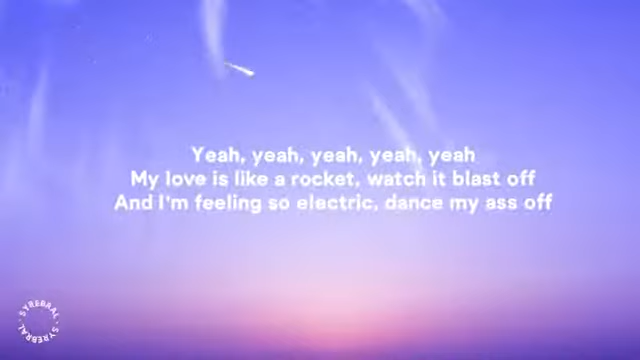 Yeah, yeah, yeah, yeah, yeah
My love is like a rocket, watch it blast off
And I'm feeling so electric, dance my ass off
SYREBRAL · SYREBRAL ·